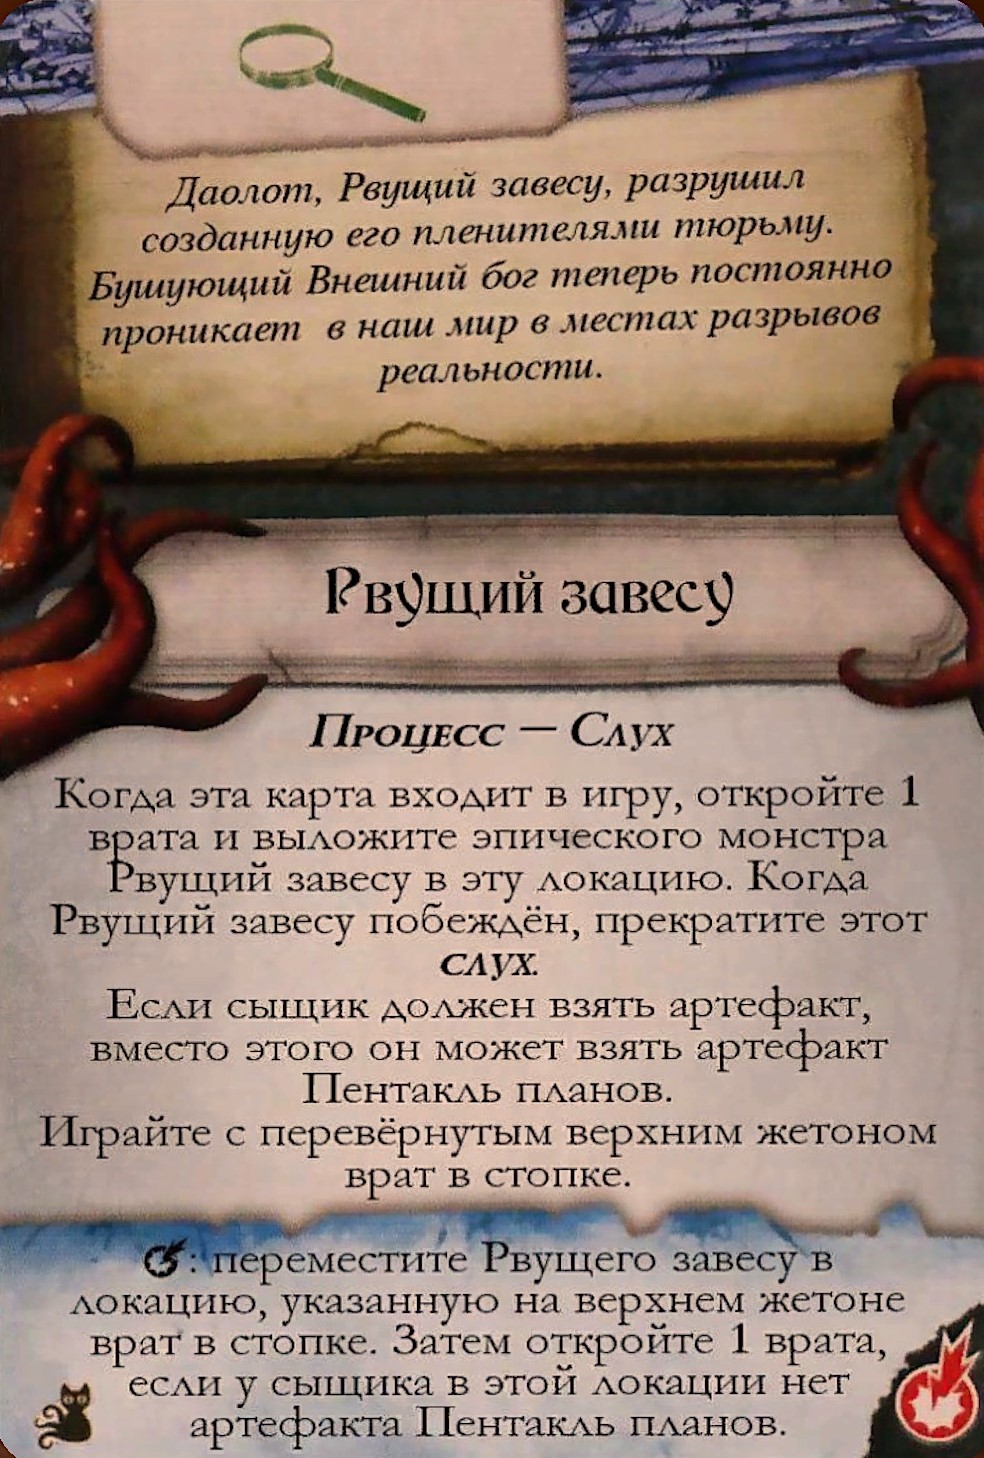 Даолот, Рвущий завесу, разрушил
созданную его пленителями тюрьму.
Бушующий Внешний бог теперь постоянно
проникает в наш мир в местах разрывов
реальности.
Рвущий завесу
Процесс — Слух
Когда эта карта входит в игру, откройте 1
врата и выложите эпического монстра
Рвущий завесу в эту локацию. Когда
Рвущий завесу побеждён, прекратите этот
слух.
Если сыщик должен взять артефакт,
вместо этого он может взять артефакт
Пентакль планов.
Играйте с перевёрнутым верхним жетоном
врат в стопке.
: переместите Рвущего завесу в
локацию, указанную на верхнем жетоне
врат в стопке. Затем откройте 1 врата,
если у сыщика в этой локации нет
артефакта Пентакль планов.